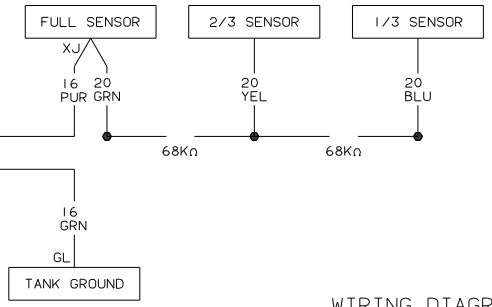 FULL SENSOR
2/3 SENSOR
1/3 SENSOR
XJ
16 PUR
20 GRN
20 YEL
20 BLU
68KΩ
68KΩ
16 GRN
GL
TANK GROUND
WIRING DIAGR